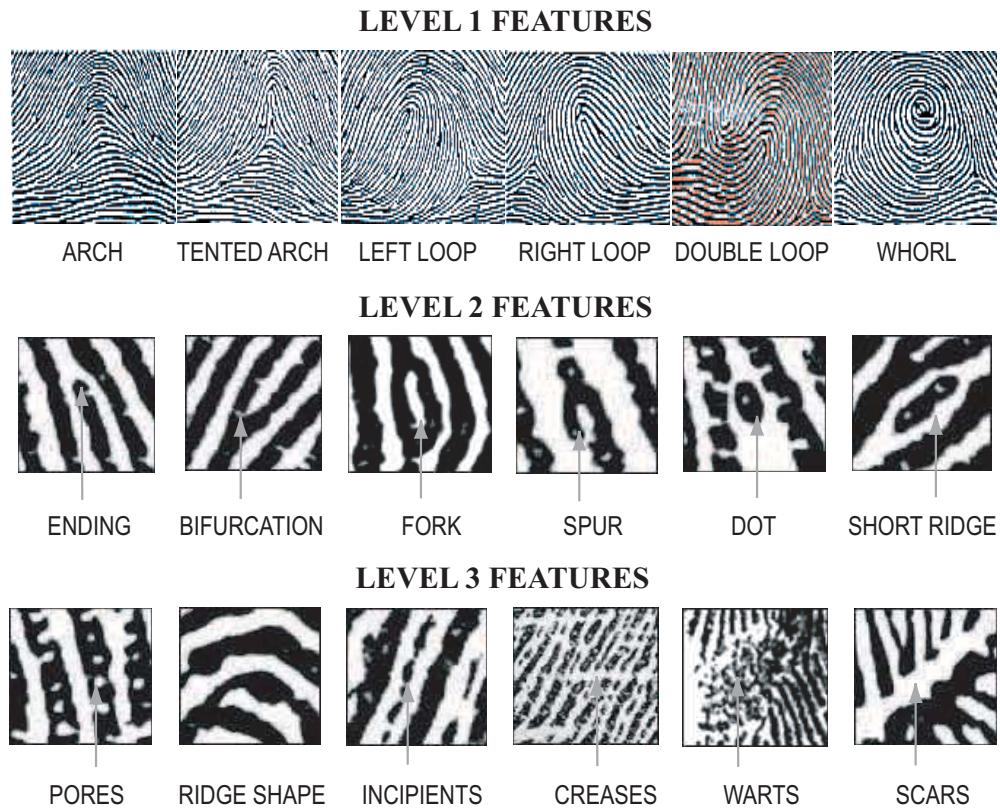 LEVEL 1 FEATURES
ARCH TENTED ARCH LEFT LOOP RIGHT LOOP DOUBLE LOOP WHORL
LEVEL 2 FEATURES
ENDING BIFURCATION FORK SPUR DOT SHORT RIDGE
LEVEL 3 FEATURES
PORES RIDGE SHAPE INCIPIENTS CREASES WARTS SCARS